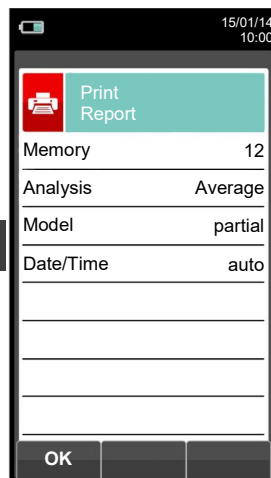 15/01/14
10:00
Print
Report
Memory 12
Analysis Average
Model partial
Date/Time auto
OK